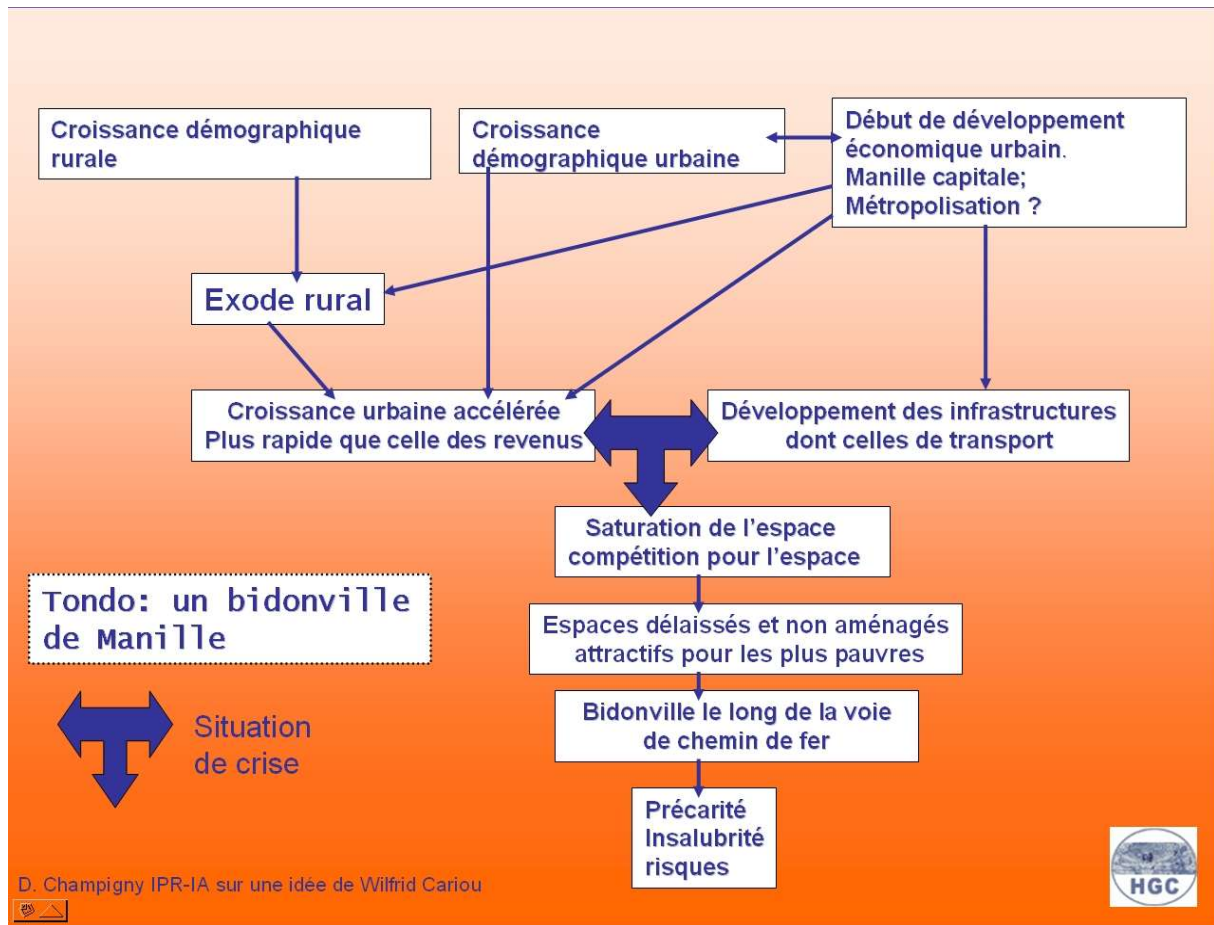 Croissance démographique
rurale
Croissance
démographique urbaine
Début de développement
économique urbain.
Manille capitale;
Métropolisation ?
Exode rural
Croissance urbaine accélérée
Plus rapide que celle des revenus
Développement des infrastructures
dont celles de transport
Saturation de l'espace
compétition pour l'espace
Tondo: un bidonville
de Manille
Espaces délaissés et non aménagés
attractifs pour les plus pauvres
Situation
de crise
Bidonville le long de la voie
de chemin de fer
Précarité
Insalubrité
risques
D. Champigny IPR-IA sur une idée de Wilfrid Cariou
HGC